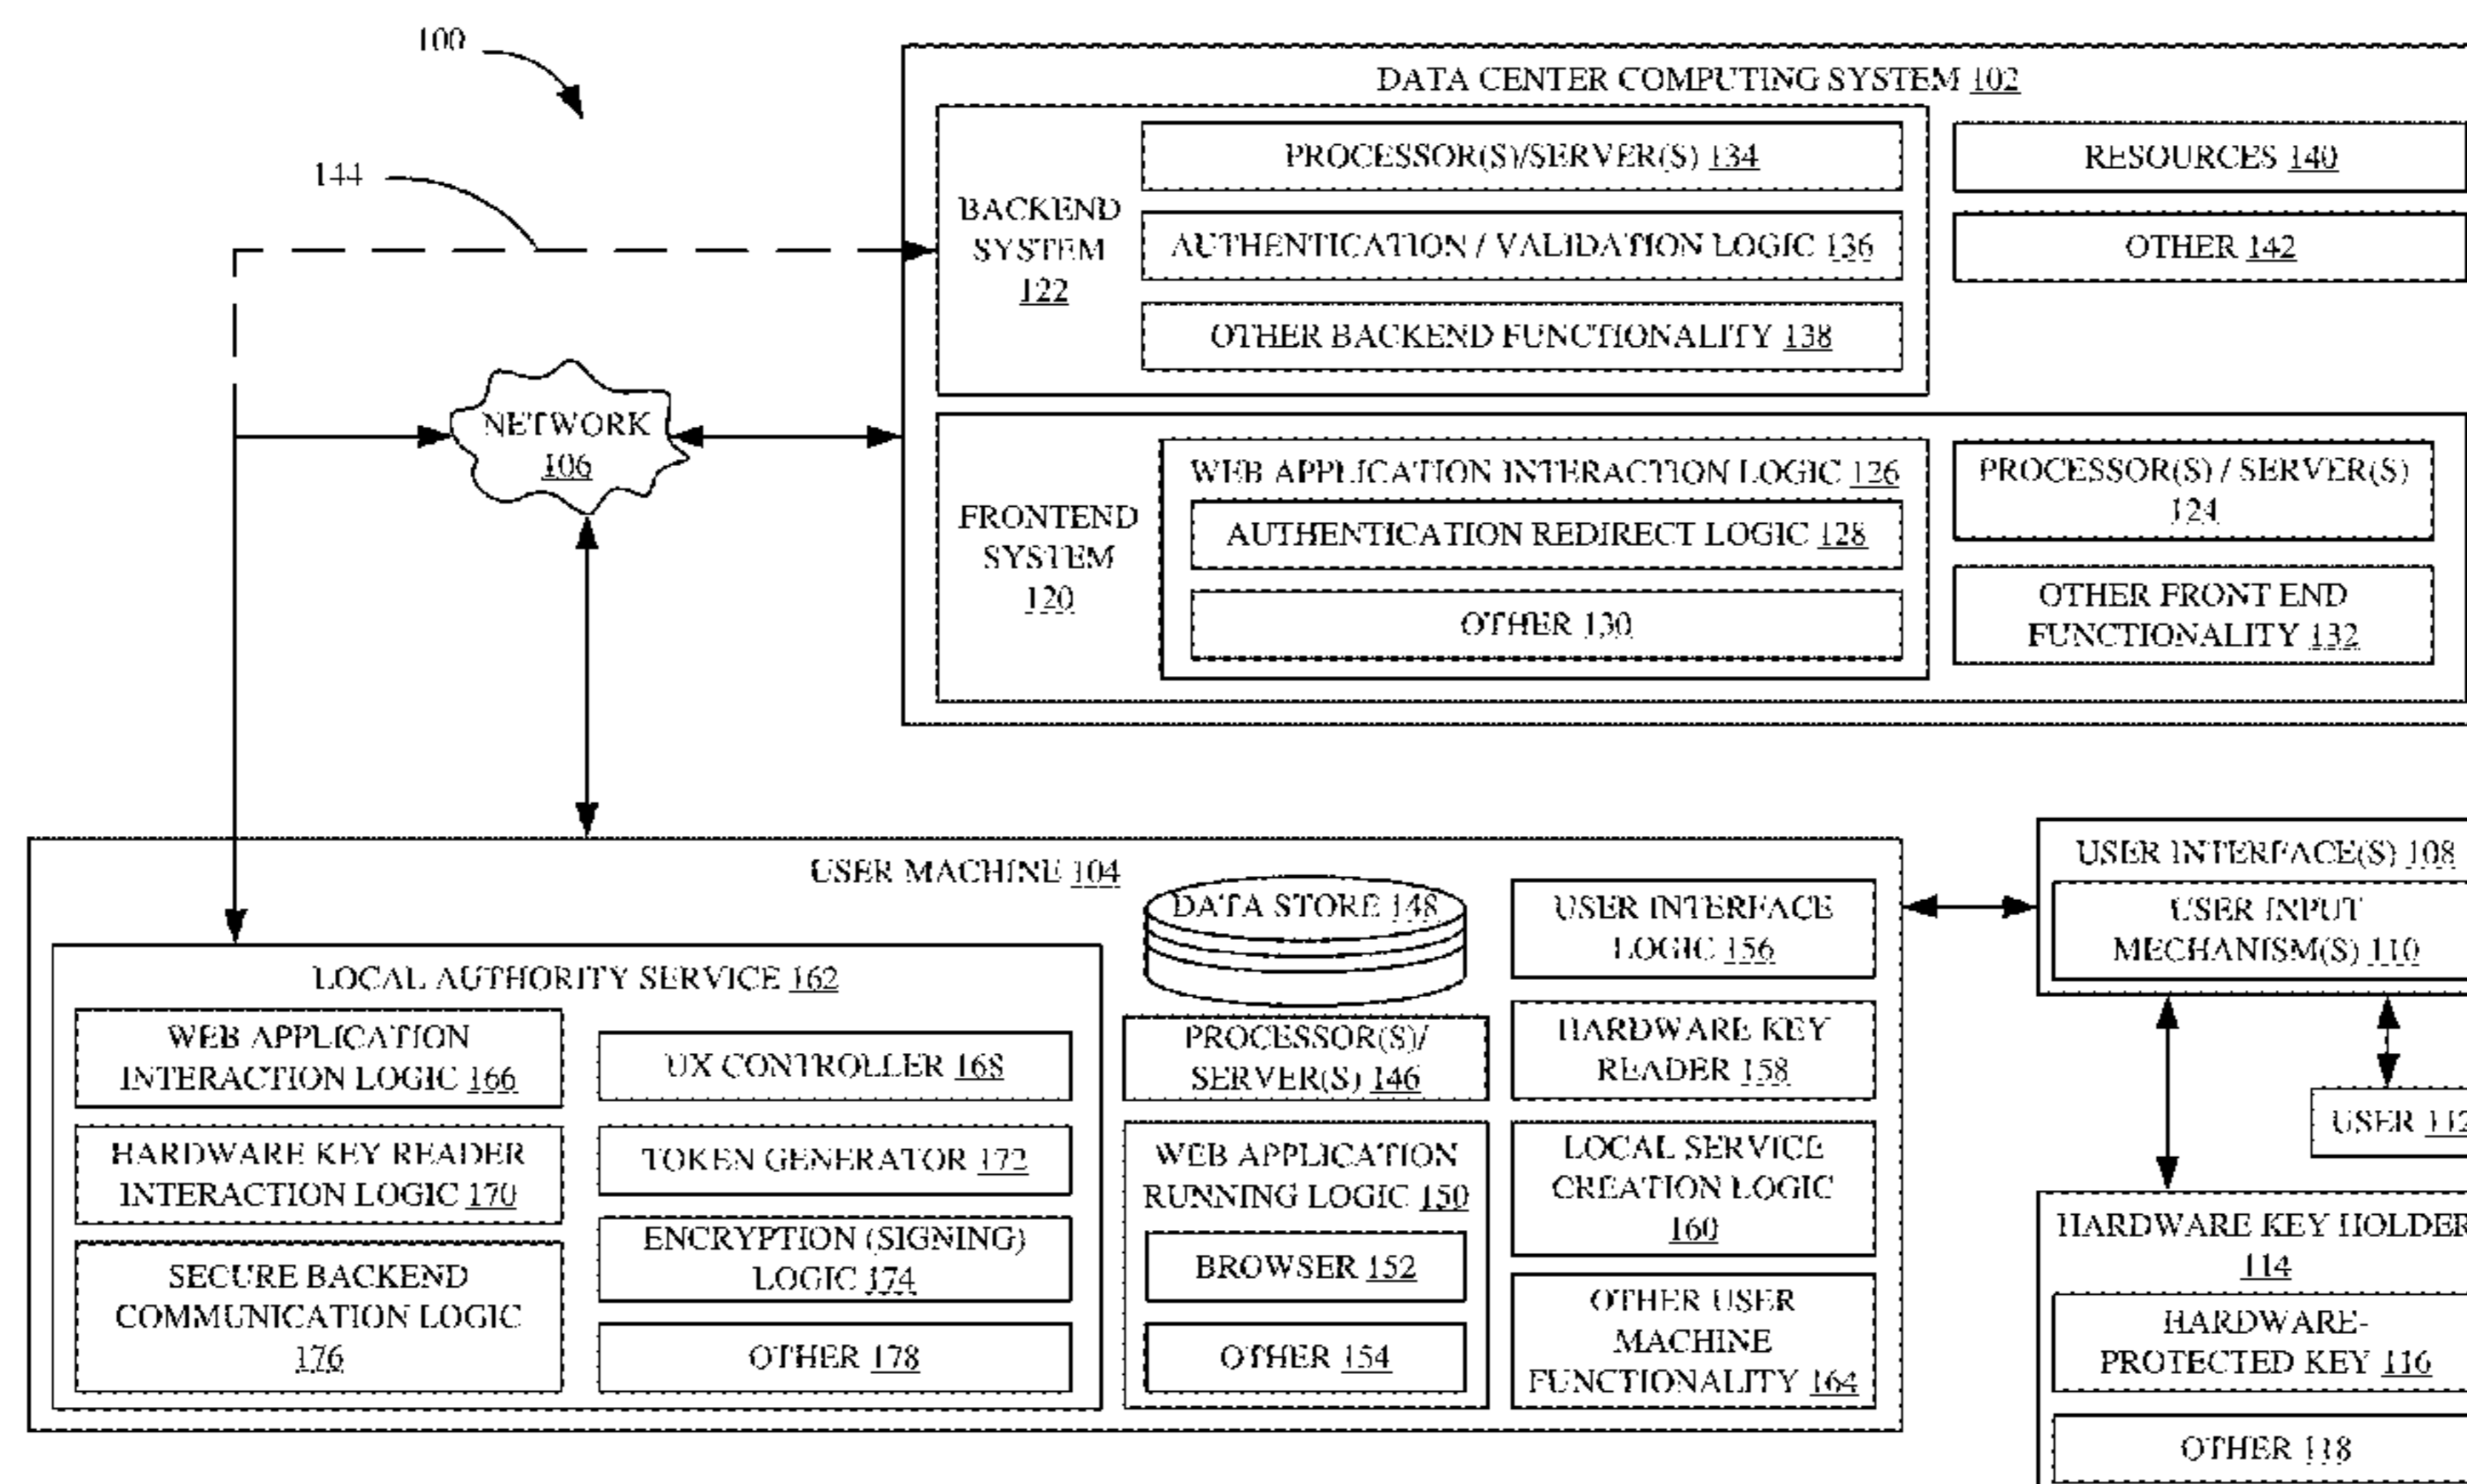 100
DATA CENTER COMPUTING SYSTEM 102
144
BACKEND
SYSTEM
122
PROCESSOR(S)/SERVER(S) 134
AUTHENTICATION / VALIDATION LOGIC 136
OTHER BACKEND FUNCTIONALITY 138
RESOURCES 140
OTHER 142
NETWORK
106
FRONTEND
SYSTEM
120
WEB APPLICATION INTERACTION LOGIC 126
AUTHENTICATION REDIRECT LOGIC 128
OTHER 130
PROCESSOR(S) / SERVER(S)
124
OTHER FRONT END
FUNCTIONALITY 132
USER MACHINE 104
LOCAL AUTHORITY SERVICE 162
WEB APPLICATION
INTERACTION LOGIC 166
HARDWARE KEY READER
INTERACTION LOGIC 170
SECURE BACKEND
COMMUNICATION LOGIC
176
UX CONTROLLER 168
TOKEN GENERATOR 172
ENCRYPTION (SIGNING)
LOGIC 174
OTHER 178
DATA STORE 148
PROCESSOR(S)/
SERVER(S) 146
WEB APPLICATION
RUNNING LOGIC 150
BROWSER 152
OTHER 154
USER INTERFACE
LOGIC 156
HARDWARE KEY
READER 158
LOCAL SERVICE
CREATION LOGIC
160
OTHER USER
MACHINE
FUNCTIONALITY 164
USER INTERFACE(S) 108
USER INPUT
MECHANISM(S) 110
USER 112
HARDWARE KEY HOLDER
114
HARDWARE-
PROTECTED KEY 116
OTHER 118